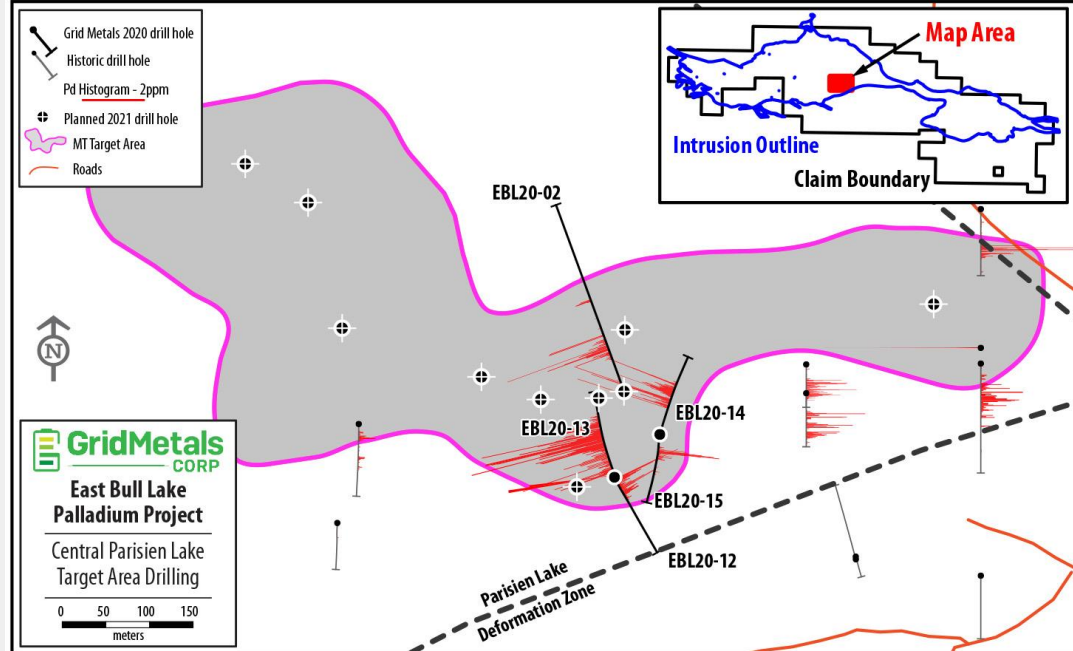 Grid Metals 2020 drill hole
Historic drill hole
Pd Histogram - 2ppm
Planned 2021 drill hole
MT Target Area
Roads
Map Area
Intrusion Outline
Claim Boundary
EBL20-02
N
EBL20-14
EBL20-13
EBL20-15
EBL20-12
Parisien Lake
Deformation Zone
GridMetals
CORP
East Bull Lake
Palladium Project
Central Parisien Lake
Target Area Drilling
0 50 100 150
meters